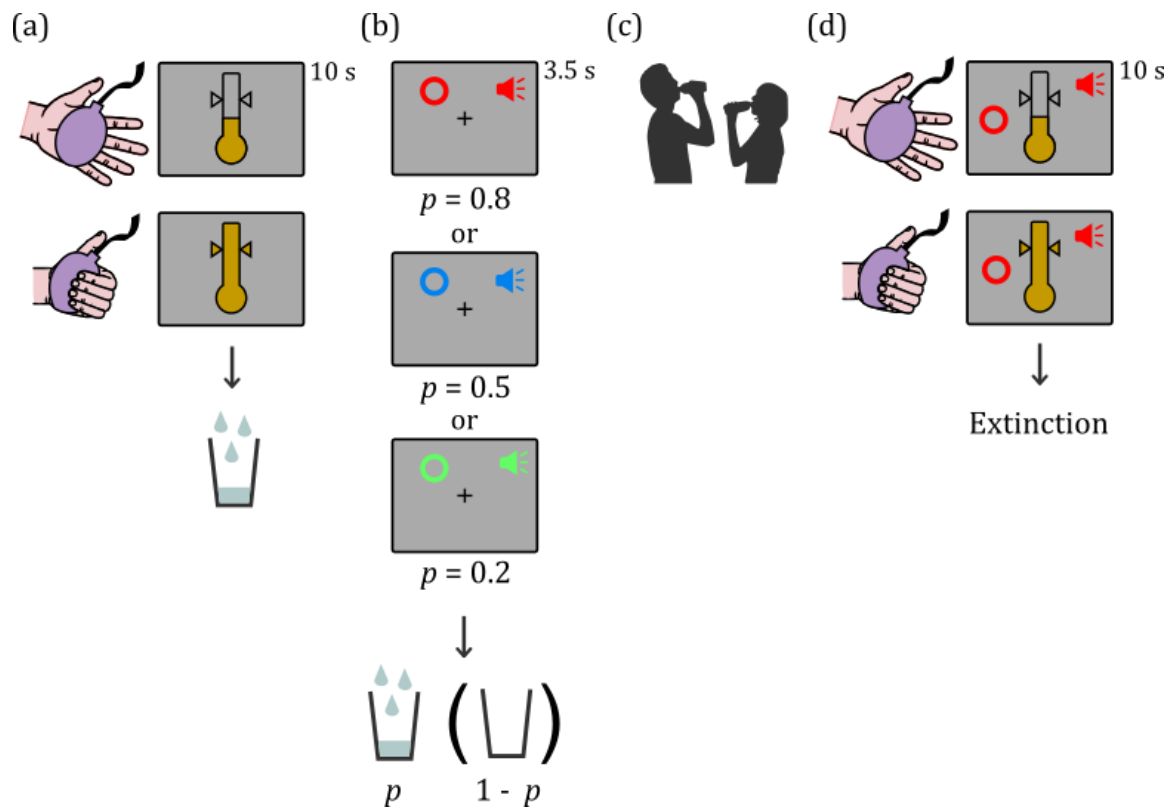 (a)
10 s
(b)
3.5 s
+
p = 0.8
or
+
p = 0.5
or
+
p = 0.2
p
( )
1 - p
(c)
(d)
10 s
Extinction